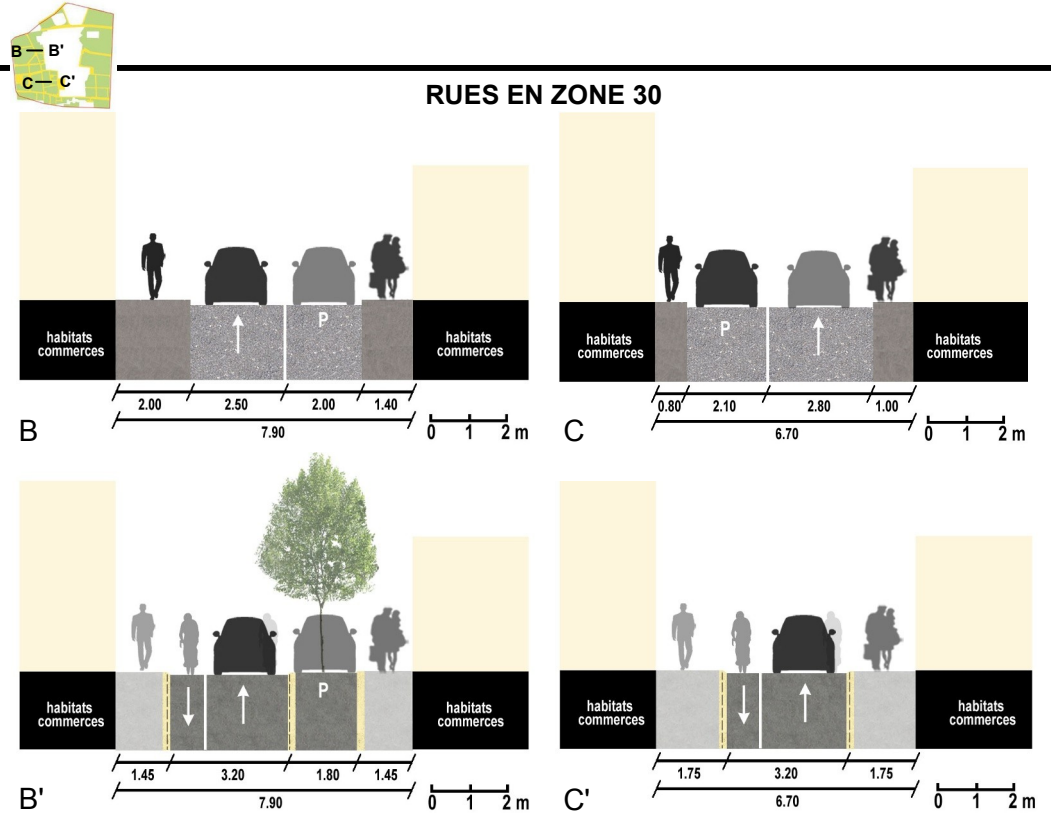 B B'
C C'
RUES EN ZONE 30
habitats
commerces
P
habitats
commerces
2.00 2.50 2.00 1.40
7.90
0 1 2 m
B
habitats
commerces
P
habitats
commerces
0.80 2.10 2.80 1.00
6.70
0 1 2 m
C
habitats
commerces
P
habitats
commerces
1.45 3.20 1.80 1.45
7.90
0 1 2 m
B'
habitats
commerces
habitats
commerces
1.75 3.20 1.75
6.70
0 1 2 m
C'